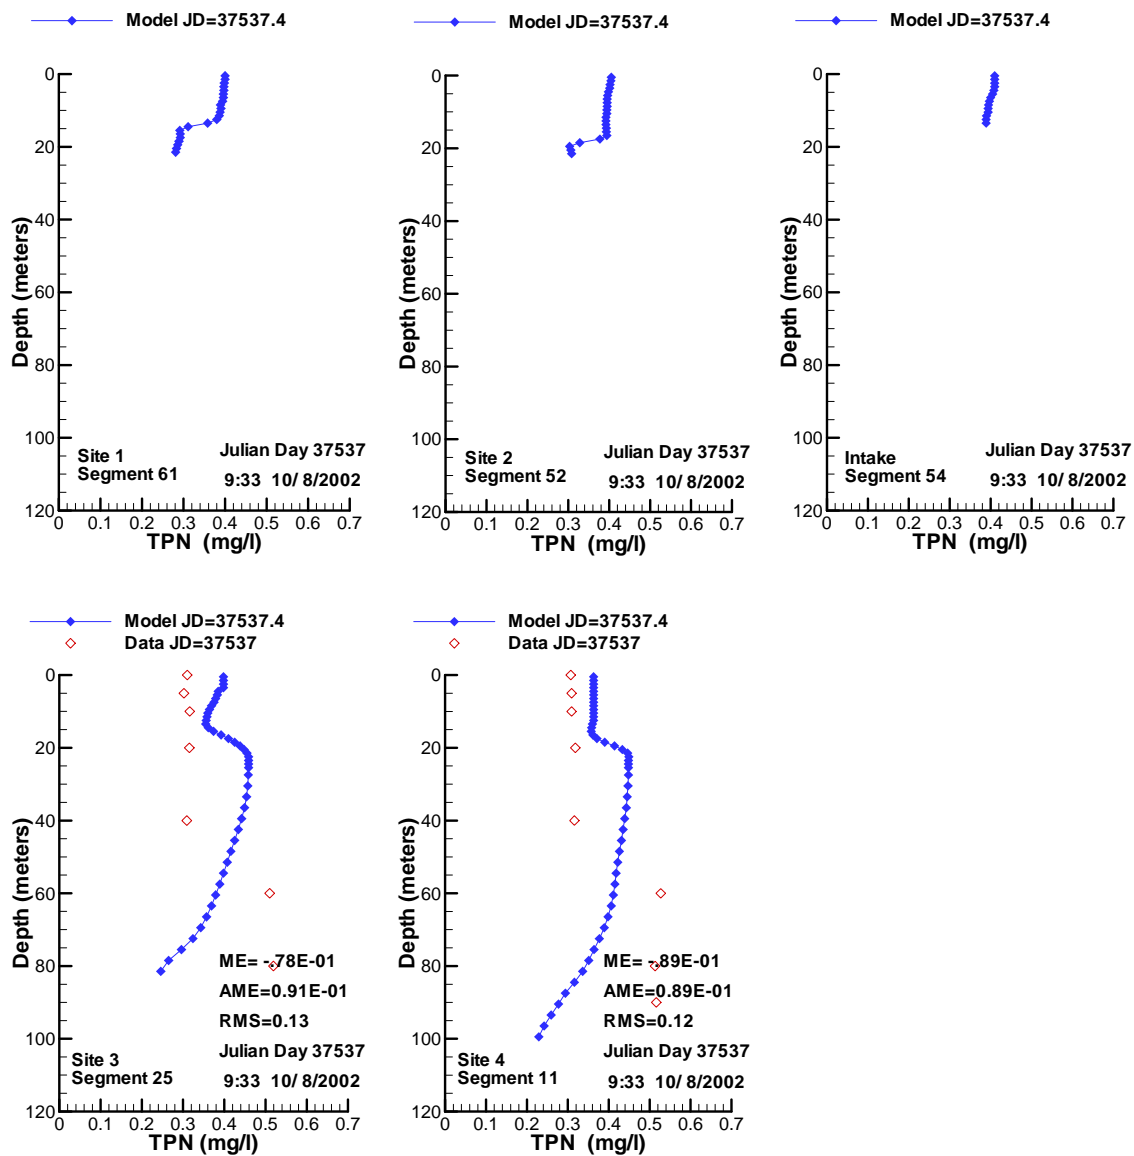 Model JD=37537.4
0
20
40
60
80
100
120
Depth (meters)
Site 1
Segment 61
Julian Day 37537
9:33 10/ 8/2002
0 0.1 0.2 0.3 0.4 0.5 0.6 0.7
TPN (mg/l)
Model JD=37537.4
0
20
40
60
80
100
120
Depth (meters)
Site 2
Segment 52
Julian Day 37537
9:33 10/ 8/2002
0 0.1 0.2 0.3 0.4 0.5 0.6 0.7
TPN (mg/l)
Model JD=37537.4
0
20
40
60
80
100
120
Depth (meters)
Intake
Segment 54
Julian Day 37537
9:33 10/ 8/2002
0 0.1 0.2 0.3 0.4 0.5 0.6 0.7
TPN (mg/l)
Model JD=37537.4
Data JD=37537
0
20
40
60
80
100
120
Depth (meters)
ME= -.78E-01
AME=0.91E-01
RMS=0.13
Site 3
Segment 25
Julian Day 37537
9:33 10/ 8/2002
0 0.1 0.2 0.3 0.4 0.5 0.6 0.7
TPN (mg/l)
Model JD=37537.4
Data JD=37537
0
20
40
60
80
100
120
Depth (meters)
ME= -.89E-01
AME=0.89E-01
RMS=0.12
Site 4
Segment 11
Julian Day 37537
9:33 10/ 8/2002
0 0.1 0.2 0.3 0.4 0.5 0.6 0.7
TPN (mg/l)